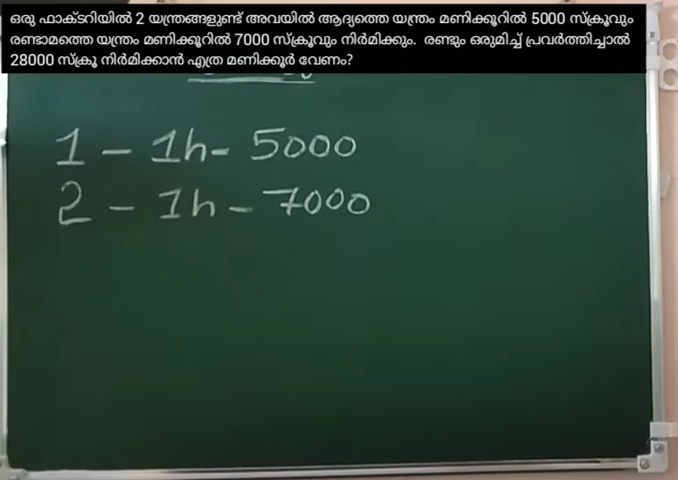 ഒരു ഫാക്ടറിയിൽ 2 യന്ത്രങ്ങളുണ്ട് അവയിൽ ആദ്യത്തെ യന്ത്രം മണിക്കൂറിൽ 5000 സ്ക്രൂവും
രണ്ടാമത്തെ യന്ത്രം മണിക്കൂറിൽ 7000 സ്ക്രൂവും നിർമിക്കും. രണ്ടും ഒരുമിച്ച് പ്രവർത്തിച്ചാൽ
28000 സ്ക്രൂ നിർമിക്കാൻ എത്ര മണിക്കൂർ വേണം?
1 - 1h - 5000
2 - 1h - 7000